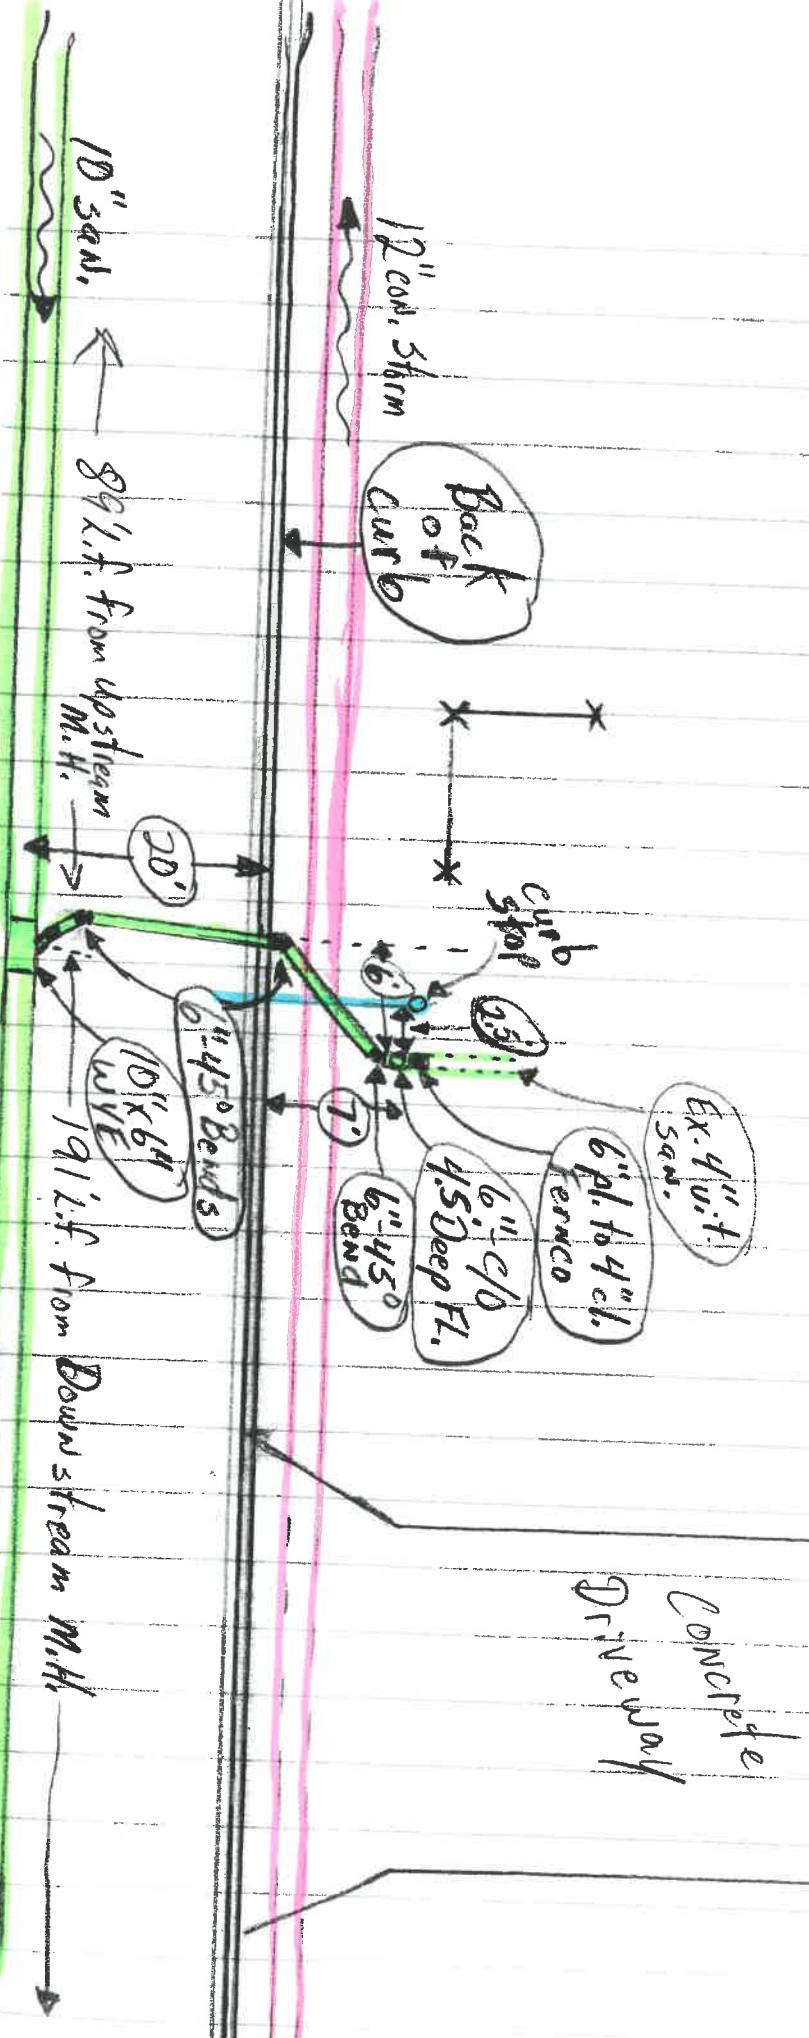 10" san.
89 L.f. from upstream
M.H.
12" con. storm
Back
of
curb
20'
curb
stop
6'
2.5'
7'
6"-45° Bends
10"x6"
WYE
191 L.f. from Downstream M.H.
Ex. 4" v.t.
san.
6" pl. to 4" cl.
fernco
6"-c/o
4.5' Deep FL.
6"-45°
Bend
Concrete
Driveway